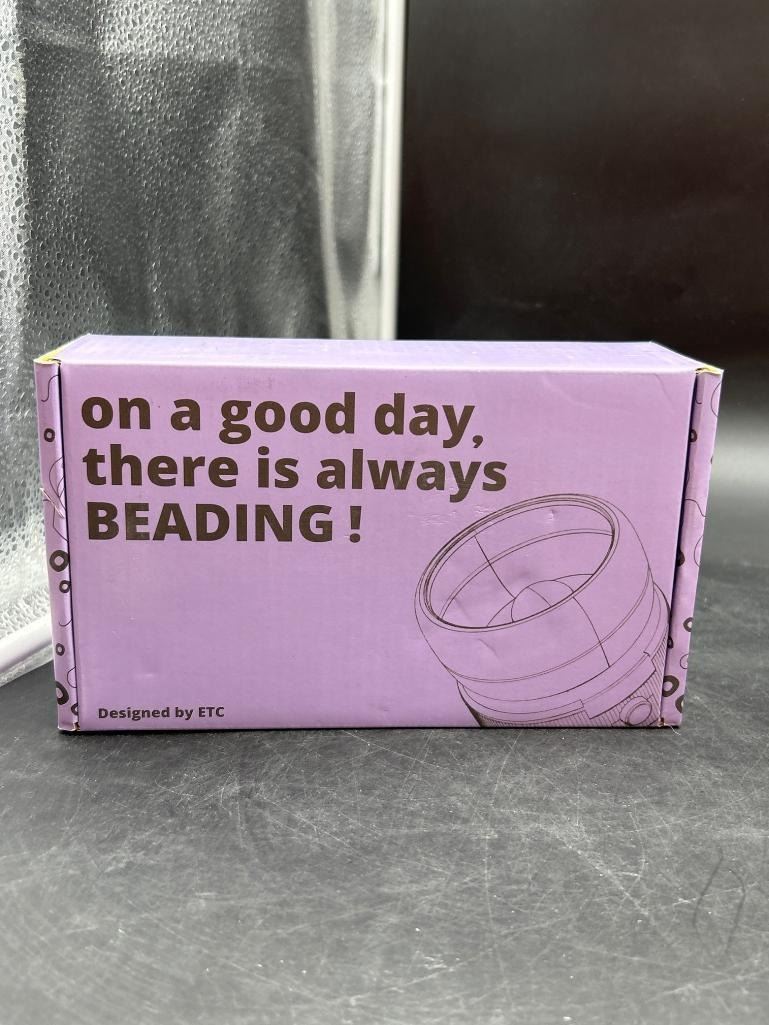 on a good day,
there is always
BEADING !
Designed by ETC